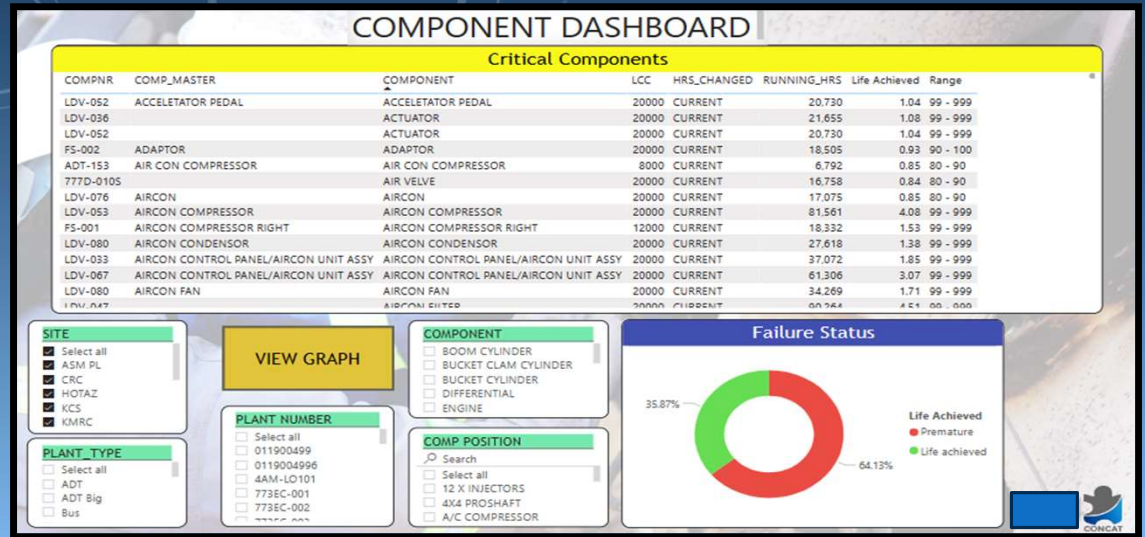 COMPONENT DASHBOARD
Critical Components
COMPNR COMP_MASTER COMPONENT LCC HRS_CHANGED RUNNING_HRS Life Achieved Range
LDV-052 ACCELETATOR PEDAL ACCELETATOR PEDAL 20000 CURRENT 20,730 1.04 99 - 999
LDV-036 ACTUATOR 20000 CURRENT 21,655 1.08 99 - 999
LDV-052 ACTUATOR 20000 CURRENT 20,730 1.04 99 - 999
FS-002 ADAPTOR ADAPTOR 20000 CURRENT 18,505 0.93 90 - 100
ADT-153 AIR CON COMPRESSOR AIR CON COMPRESSOR 8000 CURRENT 6,792 0.85 80 - 90
777D-010S AIR VELVE 20000 CURRENT 16,758 0.84 80 - 90
LDV-076 AIRCON AIRCON 20000 CURRENT 17,075 0.85 80 - 90
LDV-053 AIRCON COMPRESSOR AIRCON COMPRESSOR 20000 CURRENT 81,561 4.08 99 - 999
FS-001 AIRCON COMPRESSOR RIGHT AIRCON COMPRESSOR RIGHT 12000 CURRENT 18,332 1.53 99 - 999
LDV-080 AIRCON CONDENSOR AIRCON CONDENSOR 20000 CURRENT 27,618 1.38 99 - 999
LDV-033 AIRCON CONTROL PANEL/AIRCON UNIT ASSY AIRCON CONTROL PANEL/AIRCON UNIT ASSY 20000 CURRENT 37,072 1.85 99 - 999
LDV-067 AIRCON CONTROL PANEL/AIRCON UNIT ASSY AIRCON CONTROL PANEL/AIRCON UNIT ASSY 20000 CURRENT 61,306 3.07 99 - 999
LDV-080 AIRCON FAN AIRCON FAN 20000 CURRENT 34,269 1.71 99 - 999
LDV-047 AIRCON FILTER 20000 CURRENT 90,264 4.51 99 - 999
SITE
Select all
ASM PL
CRC
HOTAZ
KCS
KMRC
PLANT_TYPE
Select all
ADT
ADT Big
Bus
VIEW GRAPH
PLANT NUMBER
Select all
011900499
0119004996
4AM-LO101
773EC-001
773EC-002
COMPONENT
BOOM CYLINDER
BUCKET CLAM CYLINDER
BUCKET CYLINDER
DIFFERENTIAL
ENGINE
COMP POSITION
Search
Select all
12 X INJECTORS
4X4 PROSHAFT
A/C COMPRESSOR
Failure Status
35.87%
64.13%
Life Achieved
Premature
Life achieved
CONCAT